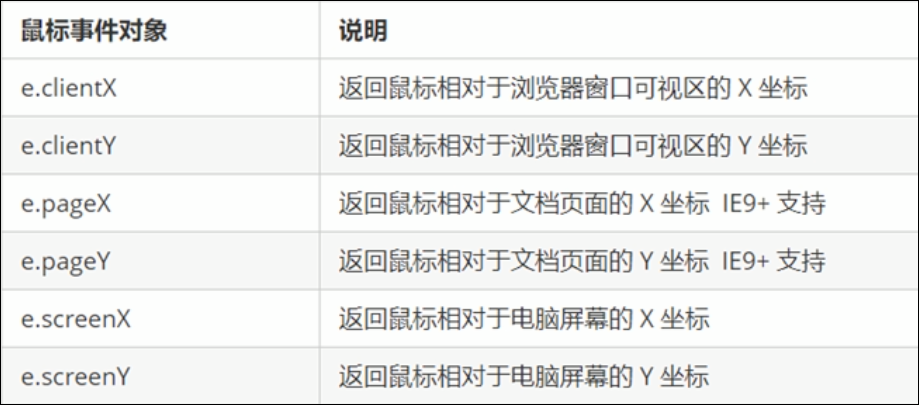 鼠标事件对象 说明
e.clientX 返回鼠标相对于浏览器窗口可视区的 X 坐标
e.clientY 返回鼠标相对于浏览器窗口可视区的 Y 坐标
e.pageX 返回鼠标相对于文档页面的 X 坐标 IE9+ 支持
e.pageY 返回鼠标相对于文档页面的 Y 坐标 IE9+ 支持
e.screenX 返回鼠标相对于电脑屏幕的 X 坐标
e.screenY 返回鼠标相对于电脑屏幕的 Y 坐标